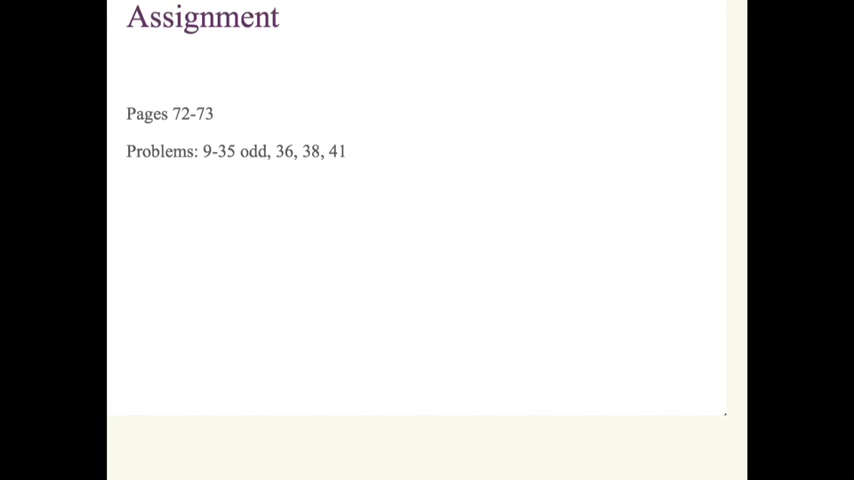 Assignment
Pages 72-73
Problems: 9-35 odd, 36, 38, 41